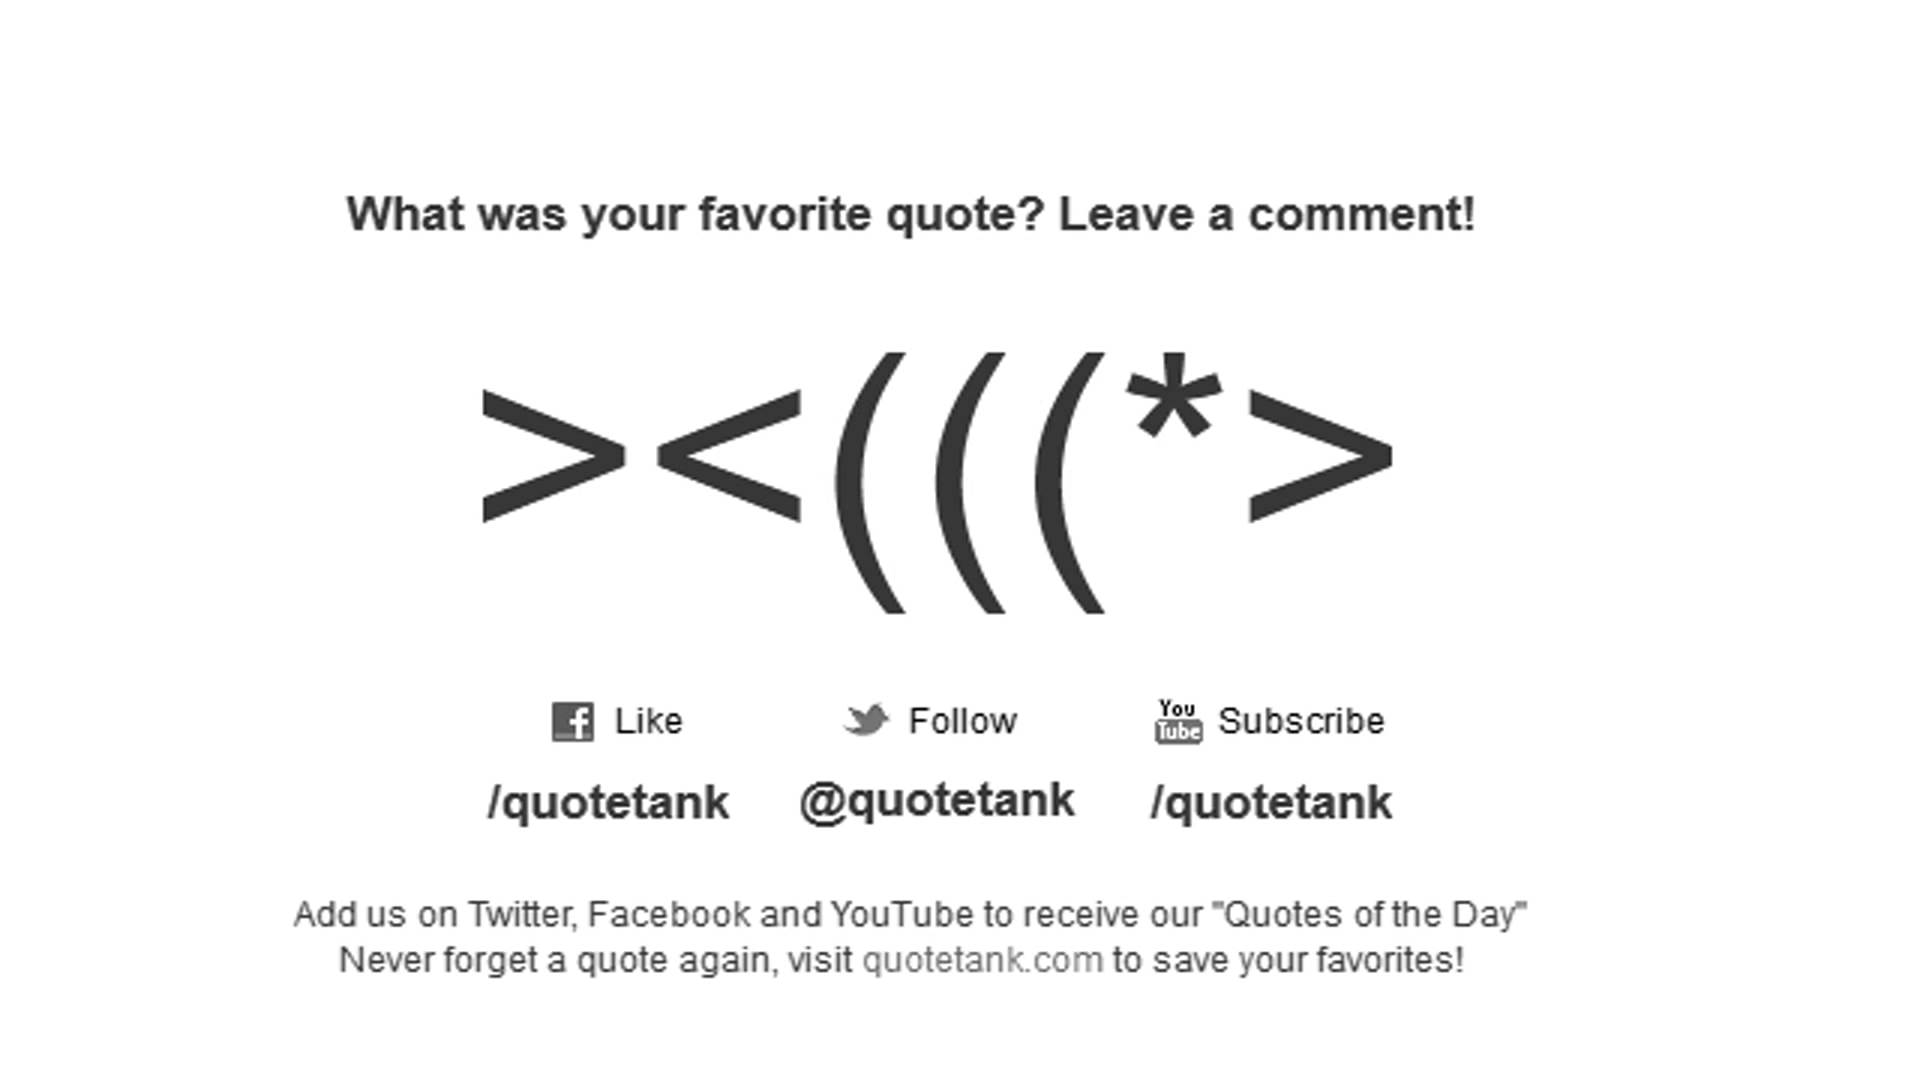 What was your favorite quote? Leave a comment!
><(((*>
f Like Follow You Tube Subscribe
/quotetank @quotetank /quotetank
Add us on Twitter, Facebook and YouTube to receive our "Quotes of the Day"
Never forget a quote again, visit quotetank.com to save your favorites!